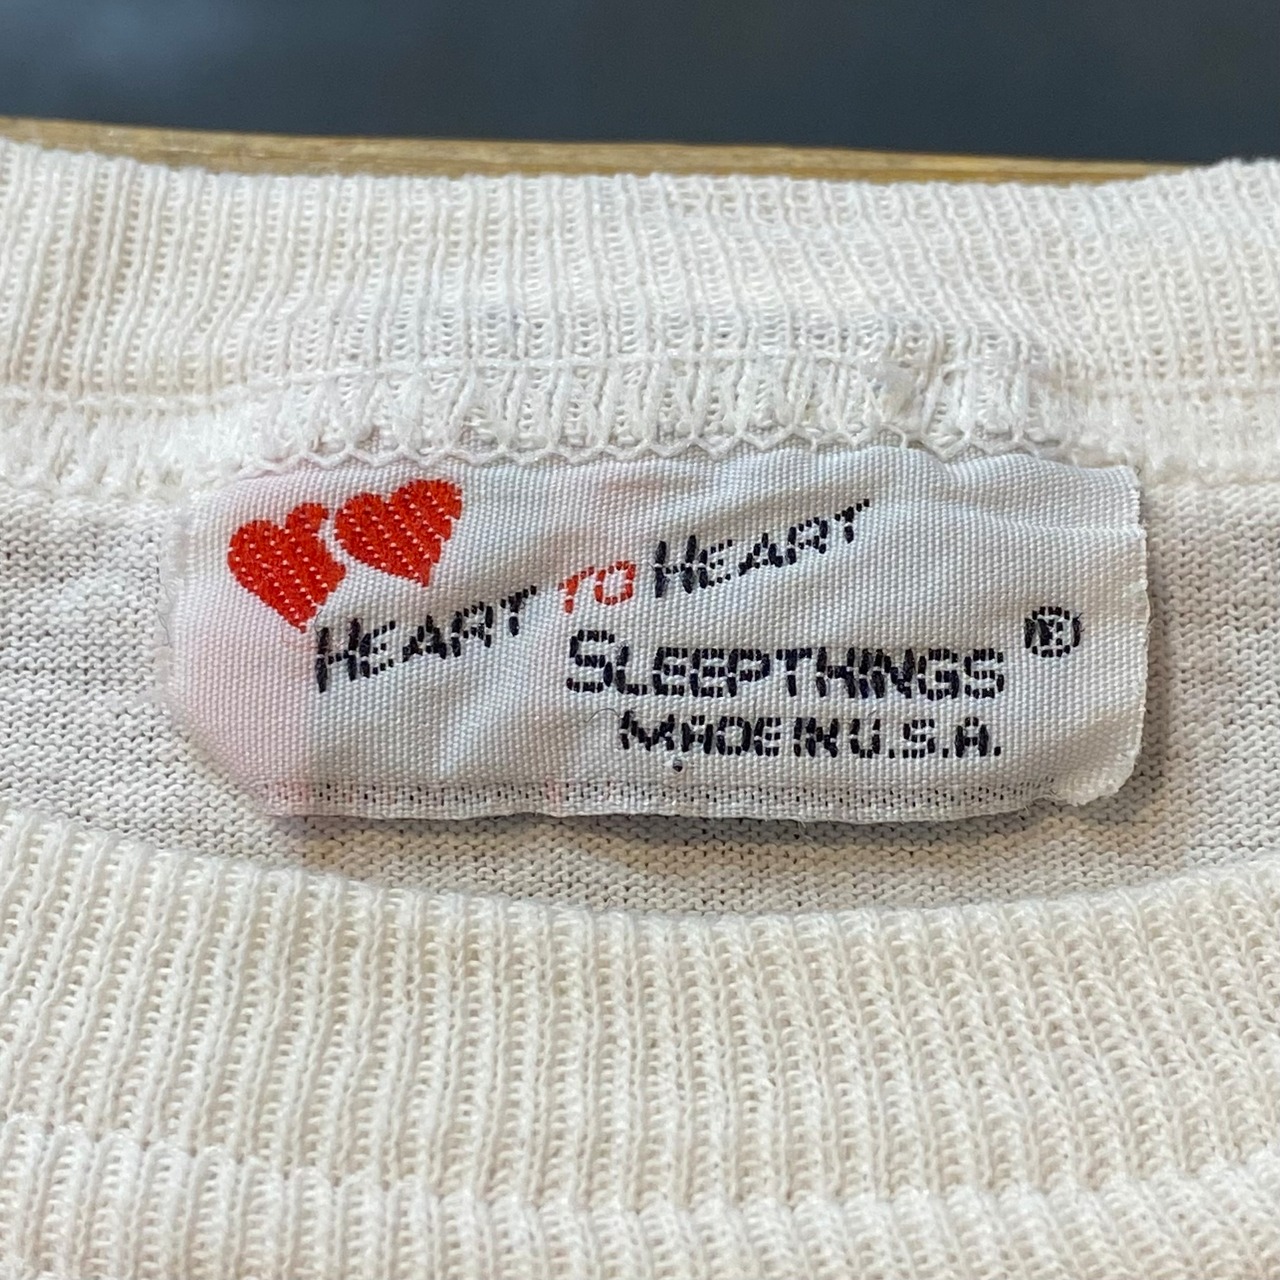 HEART TO HEART
SLEEPTHINGS ®
MADE IN U.S.A.